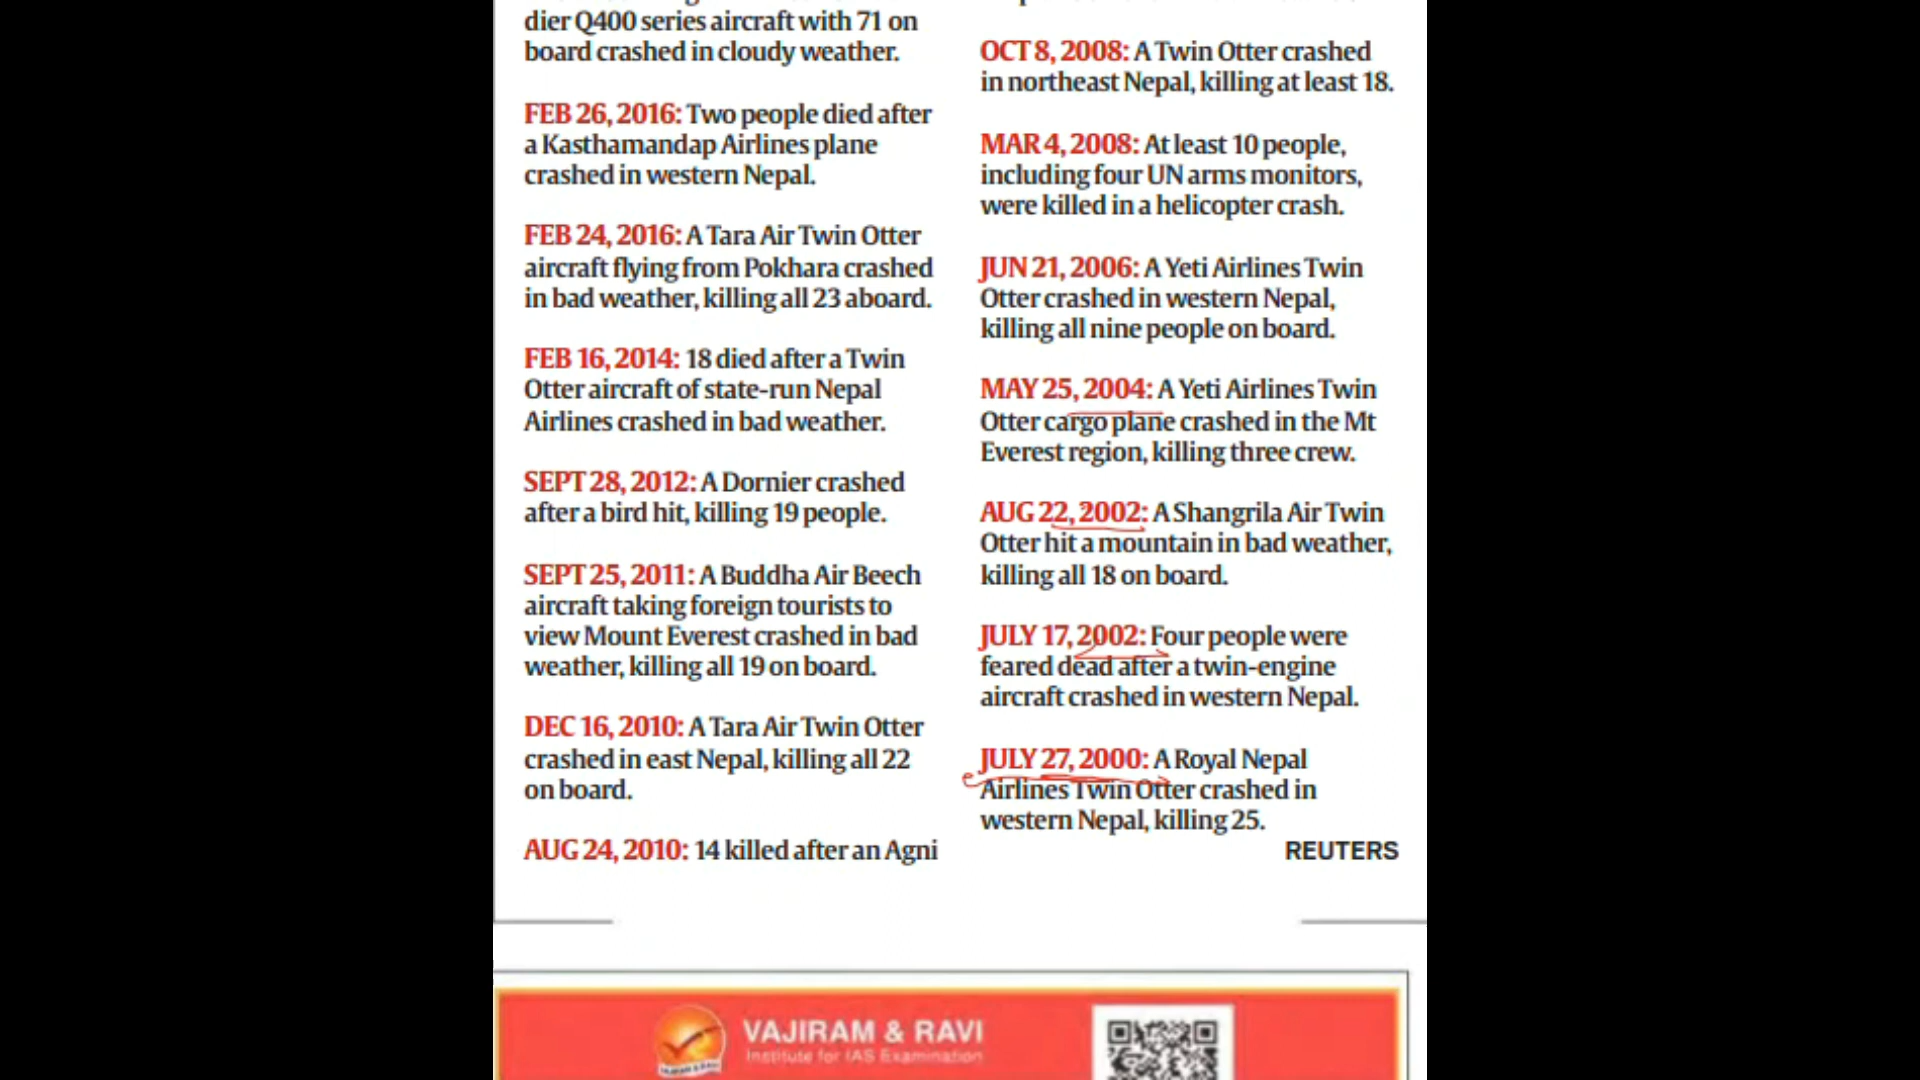 dier Q400 series aircraft with 71 on
board crashed in cloudy weather.
FEB 26, 2016: Two people died after
a Kasthamandap Airlines plane
crashed in western Nepal.
FEB 24, 2016: A Tara Air Twin Otter
aircraft flying from Pokhara crashed
in bad weather, killing all 23 aboard.
FEB 16, 2014: 18 died after a Twin
Otter aircraft of state-run Nepal
Airlines crashed in bad weather.
SEPT 28, 2012: A Dornier crashed
after a bird hit, killing 19 people.
SEPT 25, 2011: A Buddha Air Beech
aircraft taking foreign tourists to
view Mount Everest crashed in bad
weather, killing all 19 on board.
DEC 16, 2010: A Tara Air Twin Otter
crashed in east Nepal, killing all 22
on board.
AUG 24, 2010: 14 killed after an Agni
OCT 8, 2008: A Twin Otter crashed
in northeast Nepal, killing at least 18.
MAR 4, 2008: At least 10 people,
including four UN arms monitors,
were killed in a helicopter crash.
JUN 21, 2006: A Yeti Airlines Twin
Otter crashed in western Nepal,
killing all nine people on board.
MAY 25, 2004: A Yeti Airlines Twin
Otter cargo plane crashed in the Mt
Everest region, killing three crew.
AUG 22, 2002: A Shangrila Air Twin
Otter hit a mountain in bad weather,
killing all 18 on board.
JULY 17, 2002: Four people were
feared dead after a twin-engine
aircraft crashed in western Nepal.
JULY 27, 2000: A Royal Nepal
Airlines Twin Otter crashed in
western Nepal, killing 25.
REUTERS
VAJIRAM & RAVI
Institute for IAS Examination
VAJIRAM & RAVI